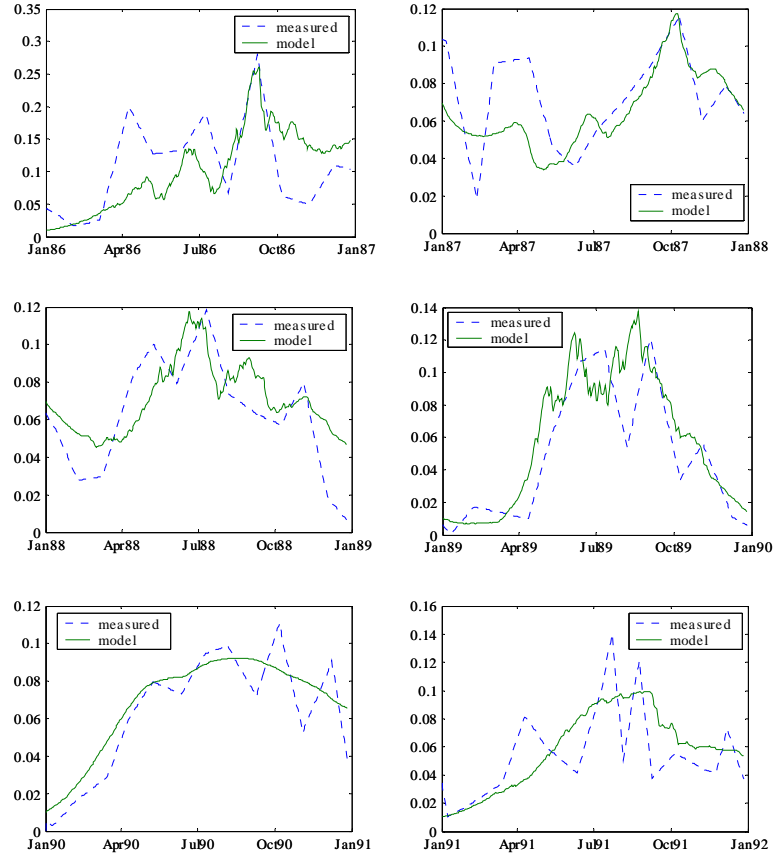 0.35
0.3
0.25
0.2
0.15
0.1
0.05
0
measured
model
Jan86 Apr86 Jul86 Oct86 Jan87
0.12
0.1
0.08
0.06
0.04
0.02
0
measured
model
Jan87 Apr87 Jul87 Oct87 Jan88
0.12
0.1
0.08
0.06
0.04
0.02
0
measured
model
Jan88 Apr88 Jul88 Oct88 Jan89
0.14
0.12
0.1
0.08
0.06
0.04
0.02
0
measured
model
Jan89 Apr89 Jul89 Oct89 Jan90
0.12
0.1
0.08
0.06
0.04
0.02
0
measured
model
Jan90 Apr90 Jul90 Oct90 Jan91
0.16
0.14
0.12
0.1
0.08
0.06
0.04
0.02
0
measured
model
Jan91 Apr91 Jul91 Oct91 Jan92